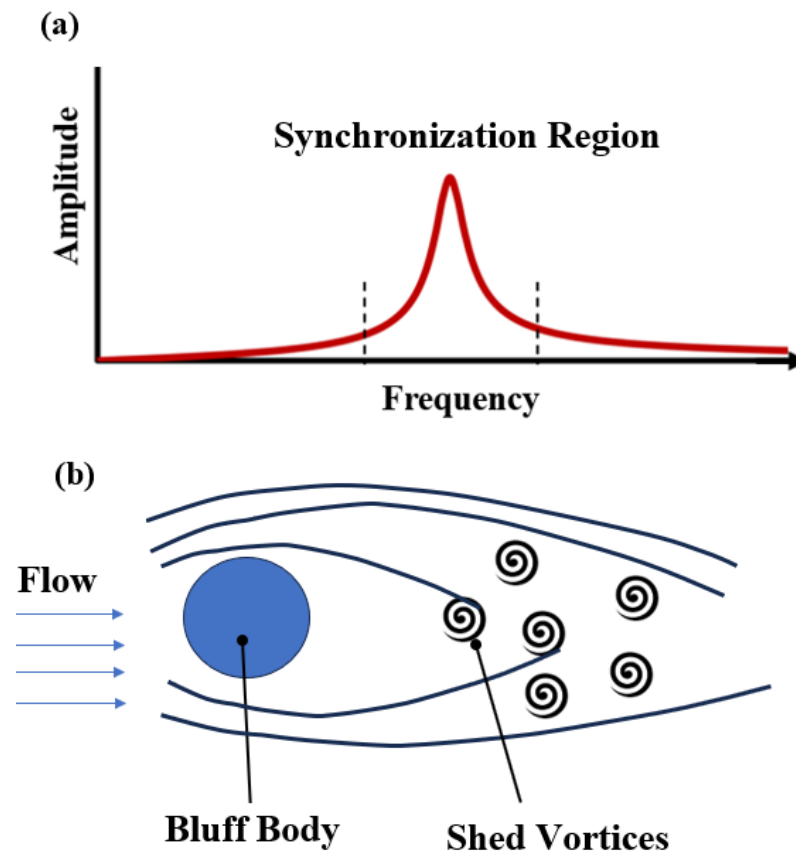 (a)
Amplitude
Synchronization Region
Frequency
(b)
Flow
Bluff Body
Shed Vortices